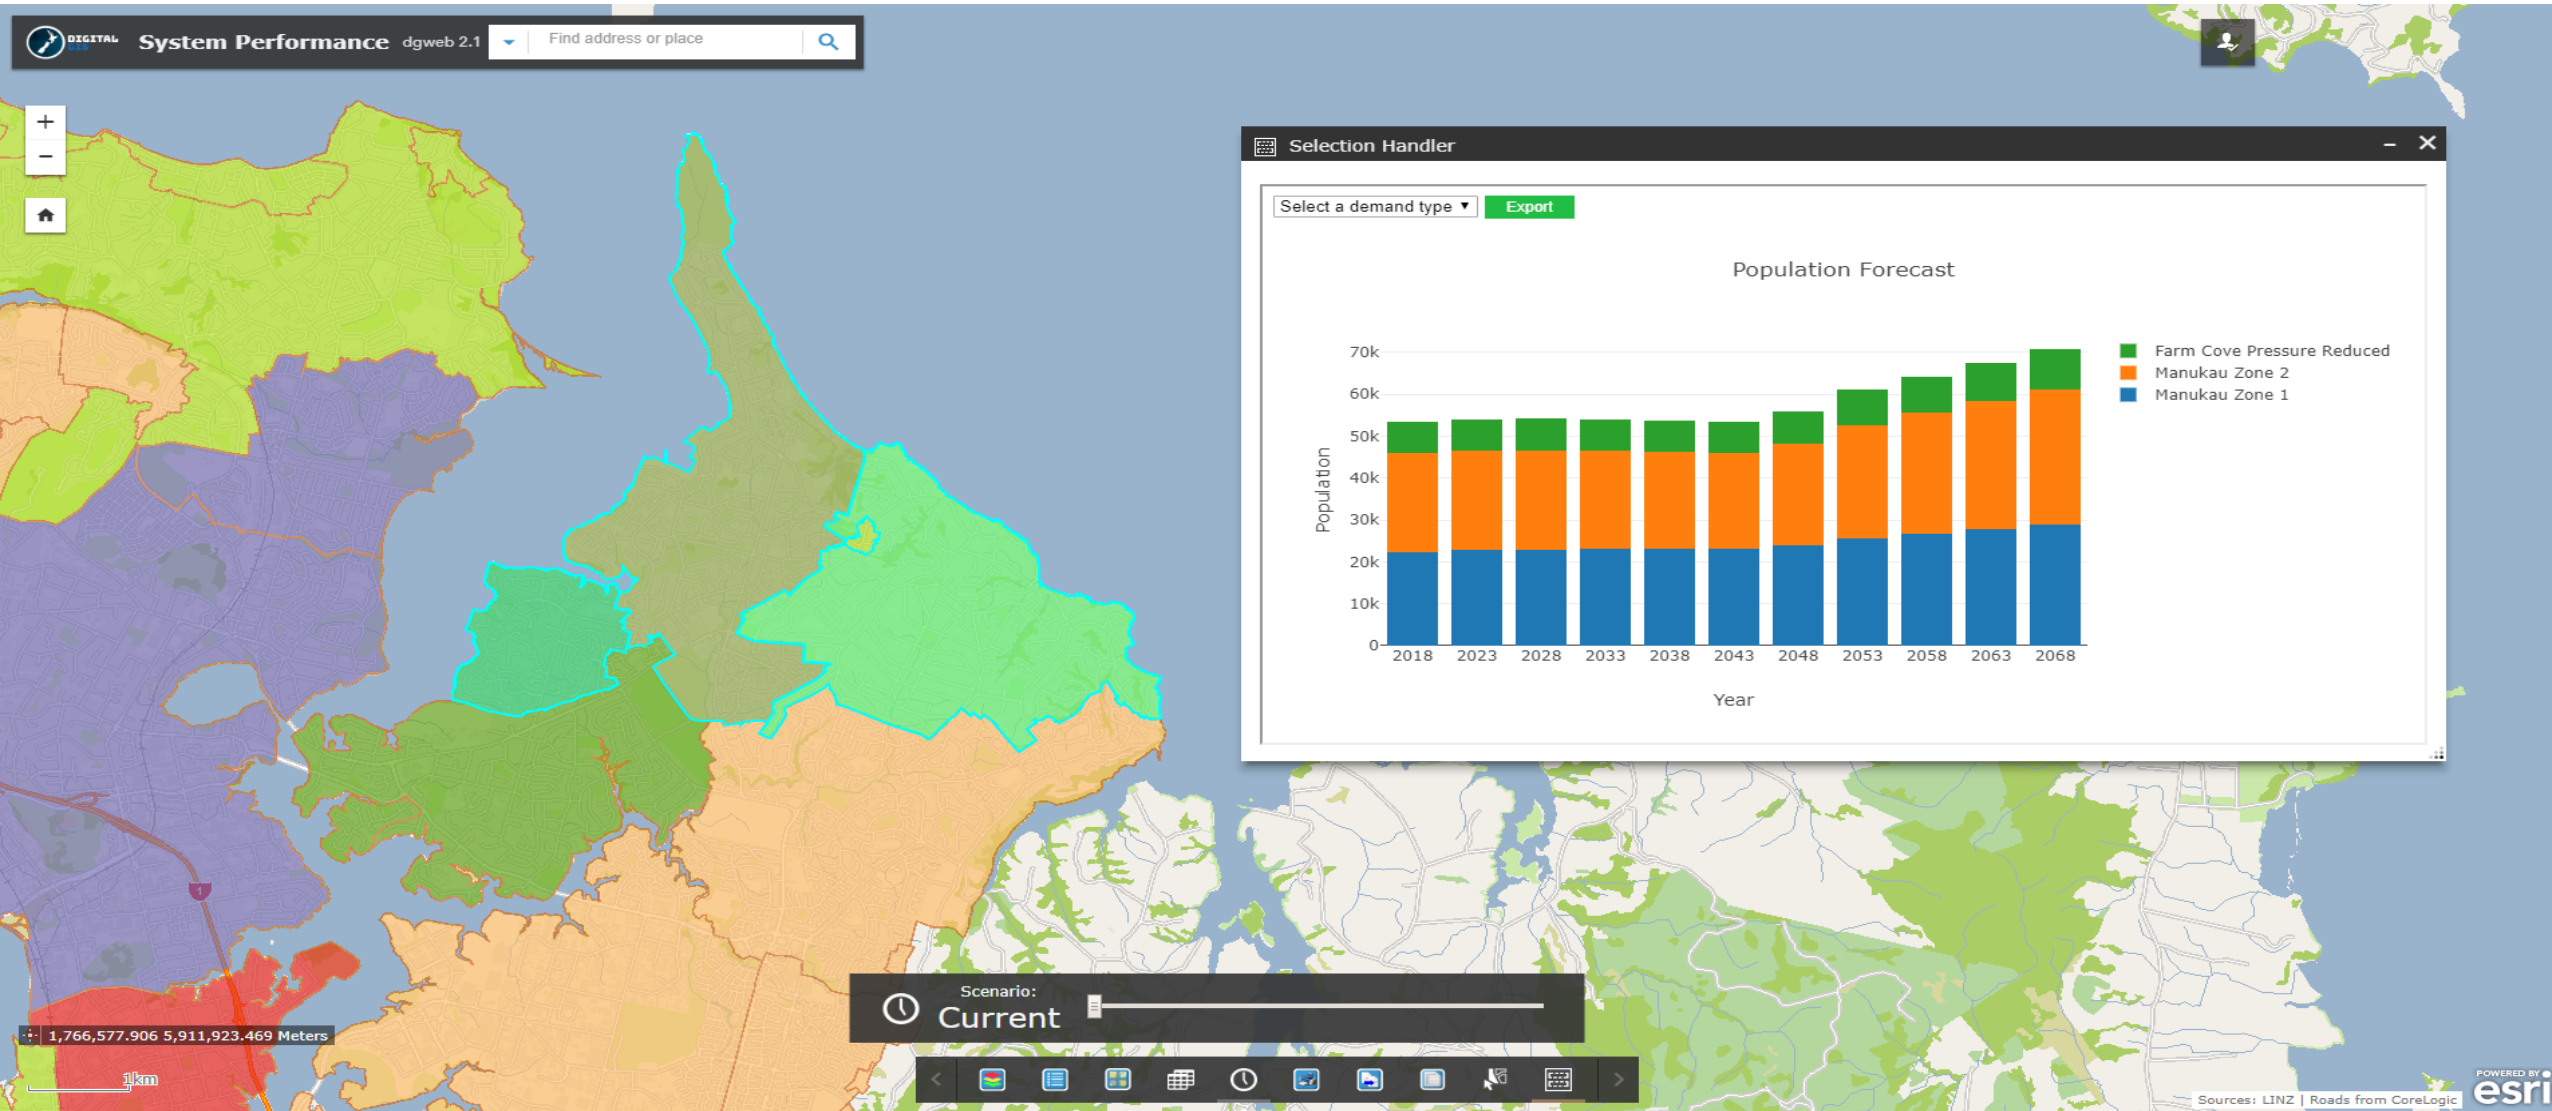 DIGITAL
GIS
System Performance dgweb 2.1
Find address or place
+
−
Selection Handler
Select a demand type
Export
Population Forecast
70k
60k
50k
40k
30k
20k
10k
0
Population
2018 2023 2028 2033 2038 2043 2048 2053 2058 2063 2068
Year
Farm Cove Pressure Reduced
Manukau Zone 2
Manukau Zone 1
1
Scenario:
Current
1,766,577.906 5,911,923.469 Meters
1km
POWERED BY
esri
Sources: LINZ | Roads from CoreLogic